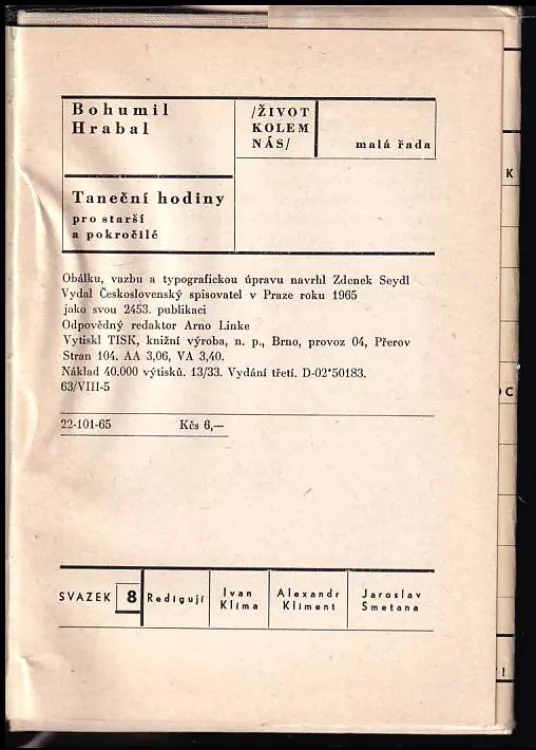 Bohumil
Hrabal
/ŽIVOT
KOLEM
NÁS/
malá řada
Taneční hodiny
pro starší
a pokročilé
Obálku, vazbu a typografickou úpravu navrhl Zdenek Seydl
Vydal Československý spisovatel v Praze roku 1965
jako svou 2453. publikaci
Odpovědný redaktor Arno Linke
Vytiskl TISK, knižní výroba, n. p., Brno, provoz 04, Přerov
Stran 104. AA 3,06, VA 3,40.
Náklad 40.000 výtisků. 13/33. Vydání třetí. D-02*50183.
63/VIII-5
22-101-65 Kčs 6,—
SVAZEK 8
Redigují
Ivan
Klíma
Alexandr
Kliment
Jaroslav
Smetana
K
OC
!